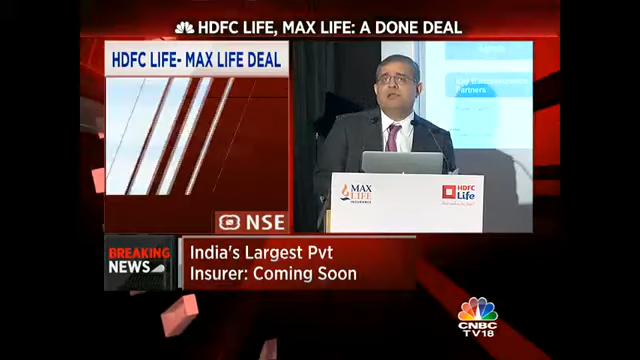 HDFC LIFE, MAX LIFE: A DONE DEAL
HDFC LIFE- MAX LIFE DEAL
Partners
MAX
LIFE
INSURANCE
HDFC
Life
NSE
BREAKING
NEWS
India's Largest Pvt
Insurer: Coming Soon
CNBC
TV18